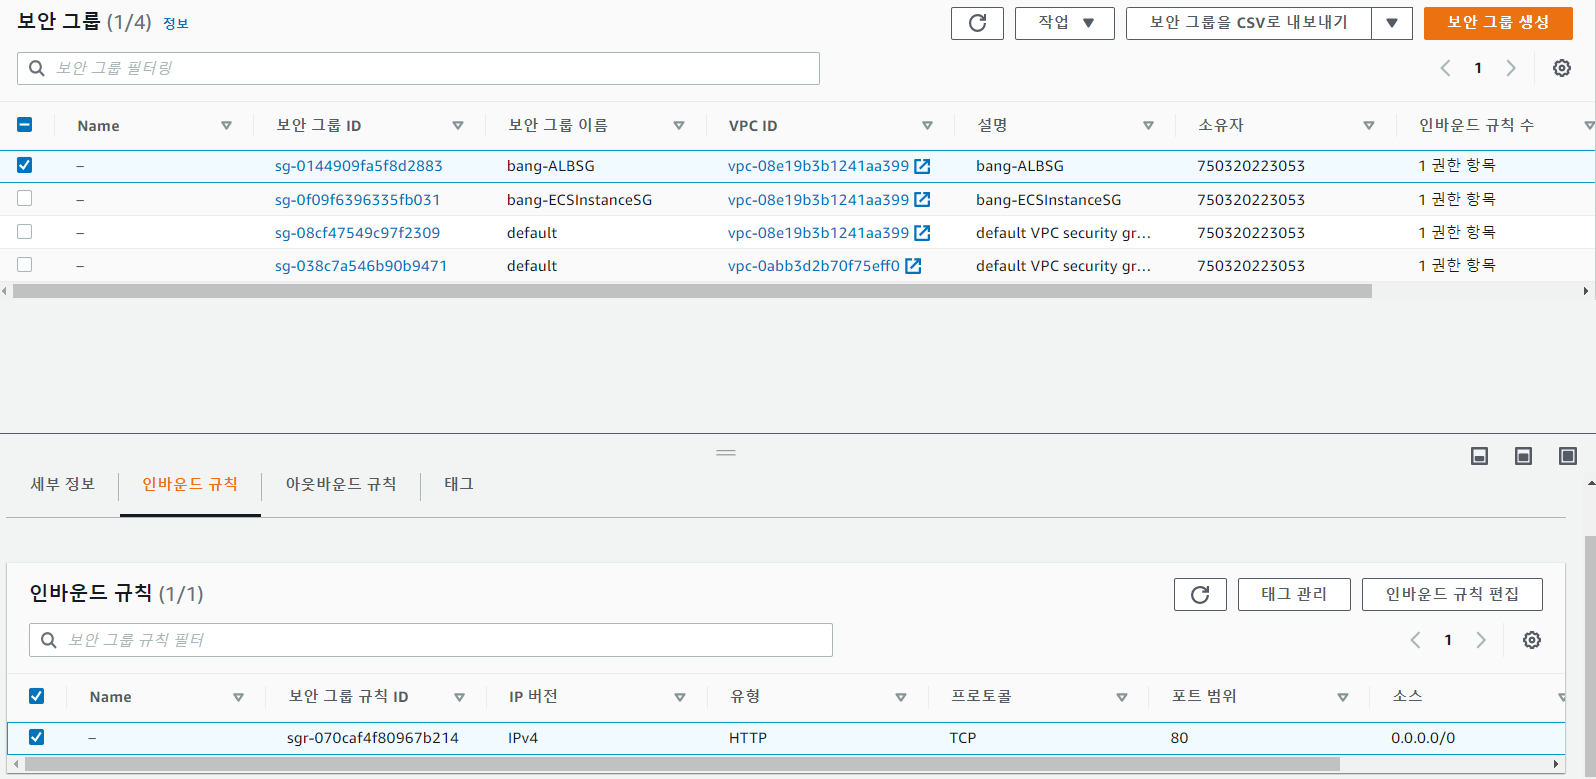 보안 그룹 (1/4) 정보
작업
보안 그룹을 CSV로 내보내기
보안 그룹 생성
보안 그룹 필터링
1
Name 보안 그룹 ID 보안 그룹 이름 VPC ID 설명 소유자 인바운드 규칙 수
– sg-0144909fa5f8d2883 bang-ALBSG vpc-08e19b3b1241aa399 bang-ALBSG 750320223053 1 권한 항목
– sg-0f09f6396335fb031 bang-ECSInstanceSG vpc-08e19b3b1241aa399 bang-ECSInstanceSG 750320223053 1 권한 항목
– sg-08cf47549c97f2309 default vpc-08e19b3b1241aa399 default VPC security gr... 750320223053 1 권한 항목
– sg-038c7a546b90b9471 default vpc-0abb3d2b70f75eff0 default VPC security gr... 750320223053 1 권한 항목
세부 정보 인바운드 규칙 아웃바운드 규칙 태그
인바운드 규칙 (1/1)
태그 관리
인바운드 규칙 편집
보안 그룹 규칙 필터
1
Name 보안 그룹 규칙 ID IP 버전 유형 프로토콜 포트 범위 소스
– sgr-070caf4f80967b214 IPv4 HTTP TCP 80 0.0.0.0/0